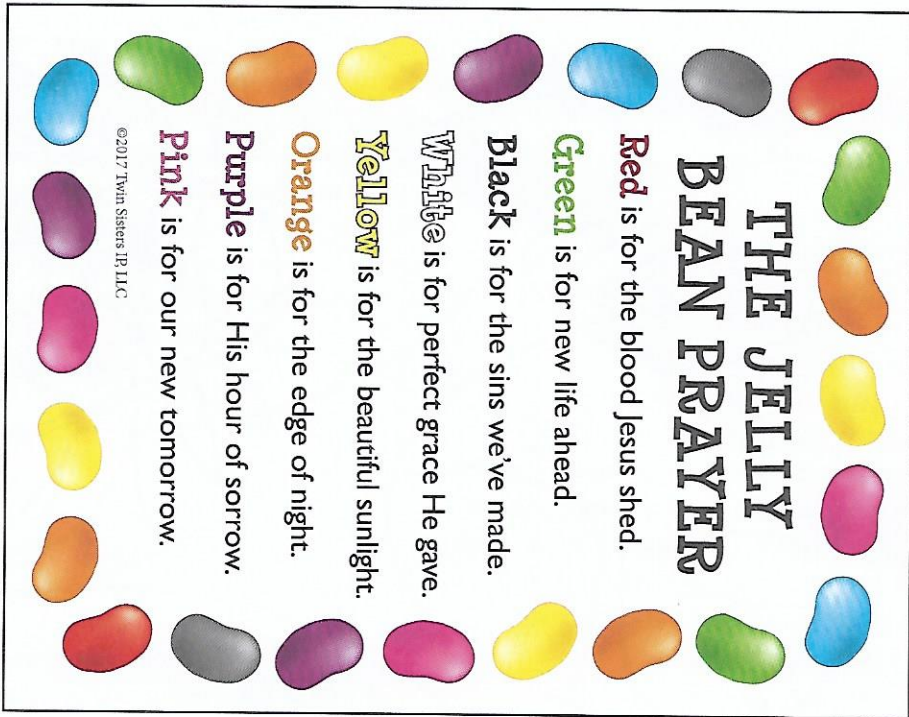 THE JELLY
BEAN PRAYER
Red is for the blood Jesus shed.
Green is for new life ahead.
Black is for the sins we've made.
White is for perfect grace He gave.
Yellow is for the beautiful sunlight.
Orange is for the edge of night.
Purple is for His hour of sorrow.
Pink is for our new tomorrow.
©2017 Twin Sisters IP, LLC